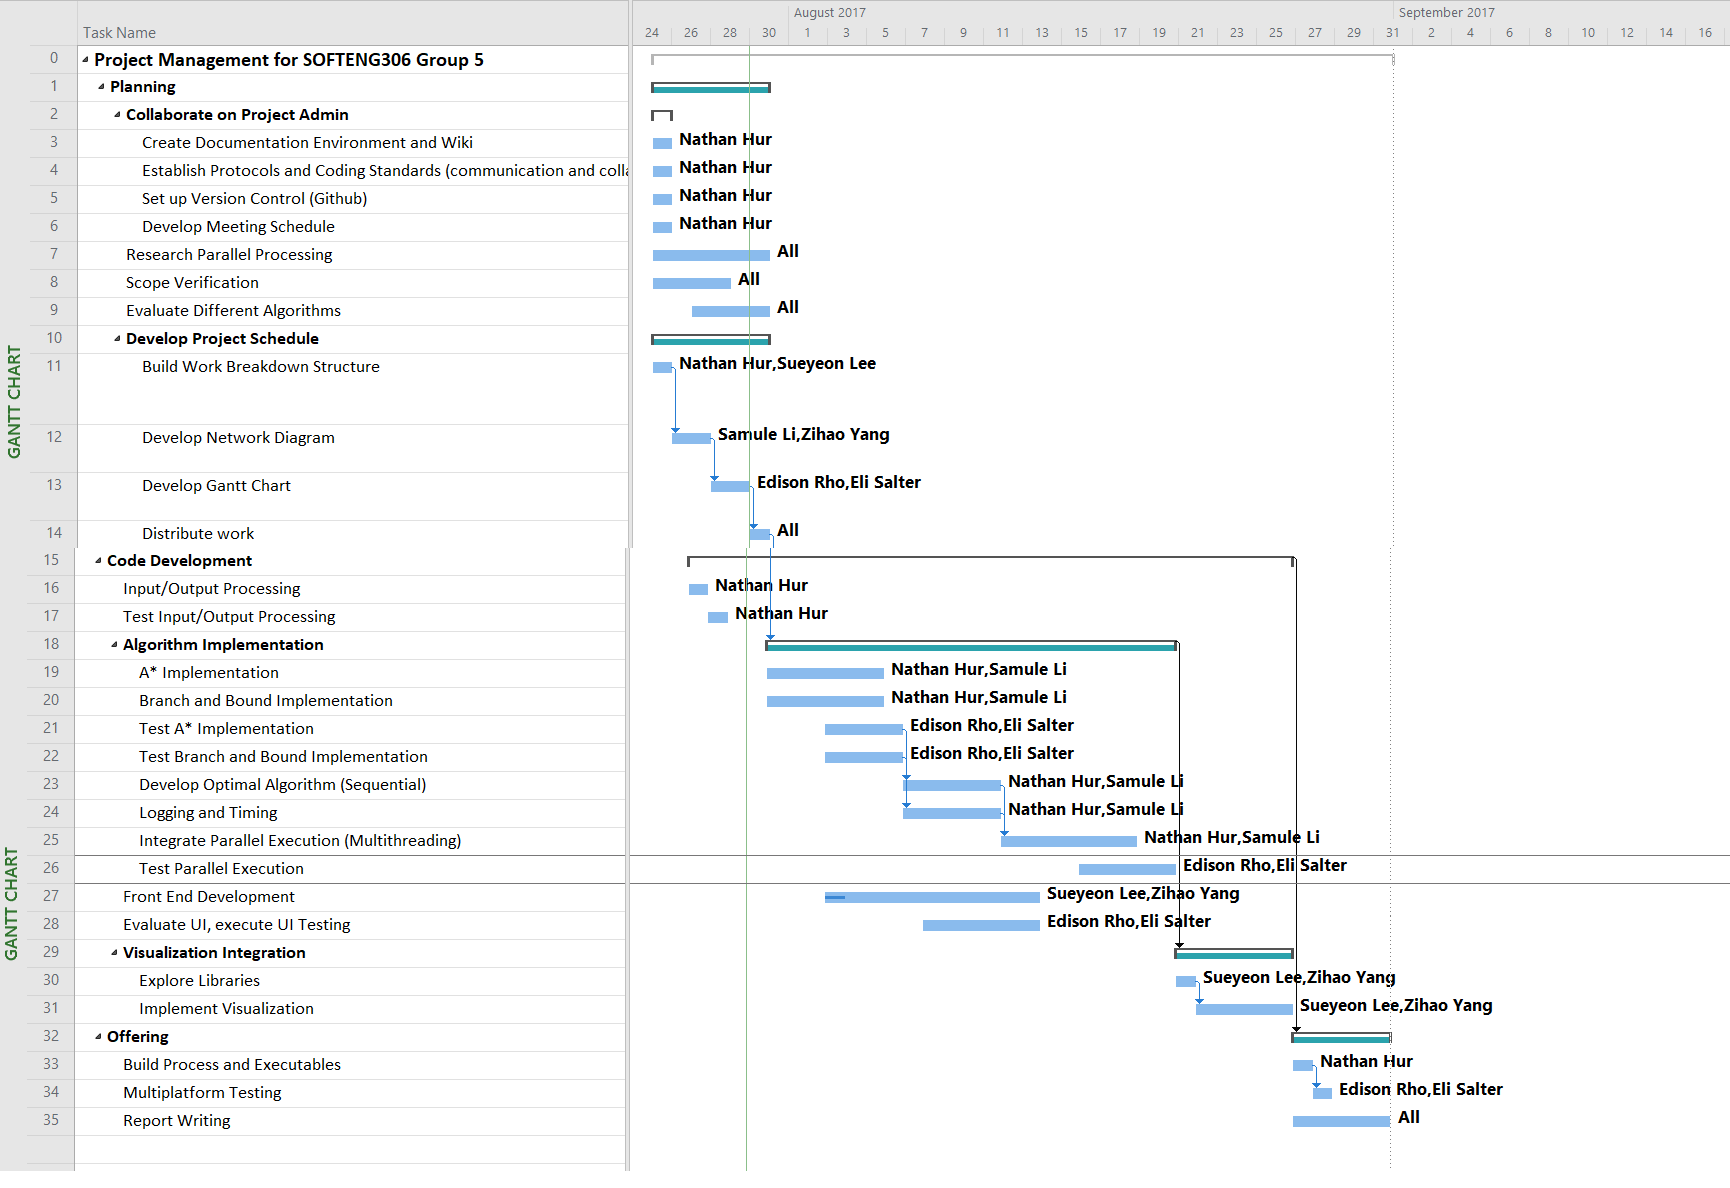 August 2017
September 2017
Task Name
24 26 28 30 1 3 5 7 9 11 13 15 17 19 21 23 25 27 29 31 2 4 6 8 10 12 14 16
0 Project Management for SOFTENG306 Group 5
1 Planning
2 Collaborate on Project Admin
3 Create Documentation Environment and Wiki Nathan Hur
4 Establish Protocols and Coding Standards (communication and colla Nathan Hur
5 Set up Version Control (Github) Nathan Hur
6 Develop Meeting Schedule Nathan Hur
7 Research Parallel Processing All
8 Scope Verification All
9 Evaluate Different Algorithms All
10 Develop Project Schedule
11 Build Work Breakdown Structure Nathan Hur,Sueyeon Lee
12 Develop Network Diagram Samule Li,Zihao Yang
13 Develop Gantt Chart Edison Rho,Eli Salter
14 Distribute work All
GANTT CHART
15 Code Development
16 Input/Output Processing Nathan Hur
17 Test Input/Output Processing Nathan Hur
18 Algorithm Implementation
19 A* Implementation Nathan Hur,Samule Li
20 Branch and Bound Implementation Nathan Hur,Samule Li
21 Test A* Implementation Edison Rho,Eli Salter
22 Test Branch and Bound Implementation Edison Rho,Eli Salter
23 Develop Optimal Algorithm (Sequential) Nathan Hur,Samule Li
24 Logging and Timing Nathan Hur,Samule Li
25 Integrate Parallel Execution (Multithreading) Nathan Hur,Samule Li
26 Test Parallel Execution Edison Rho,Eli Salter
27 Front End Development Sueyeon Lee,Zihao Yang
28 Evaluate UI, execute UI Testing Edison Rho,Eli Salter
29 Visualization Integration
30 Explore Libraries Sueyeon Lee,Zihao Yang
31 Implement Visualization Sueyeon Lee,Zihao Yang
32 Offering
33 Build Process and Executables Nathan Hur
34 Multiplatform Testing Edison Rho,Eli Salter
35 Report Writing All
GANTT CHART